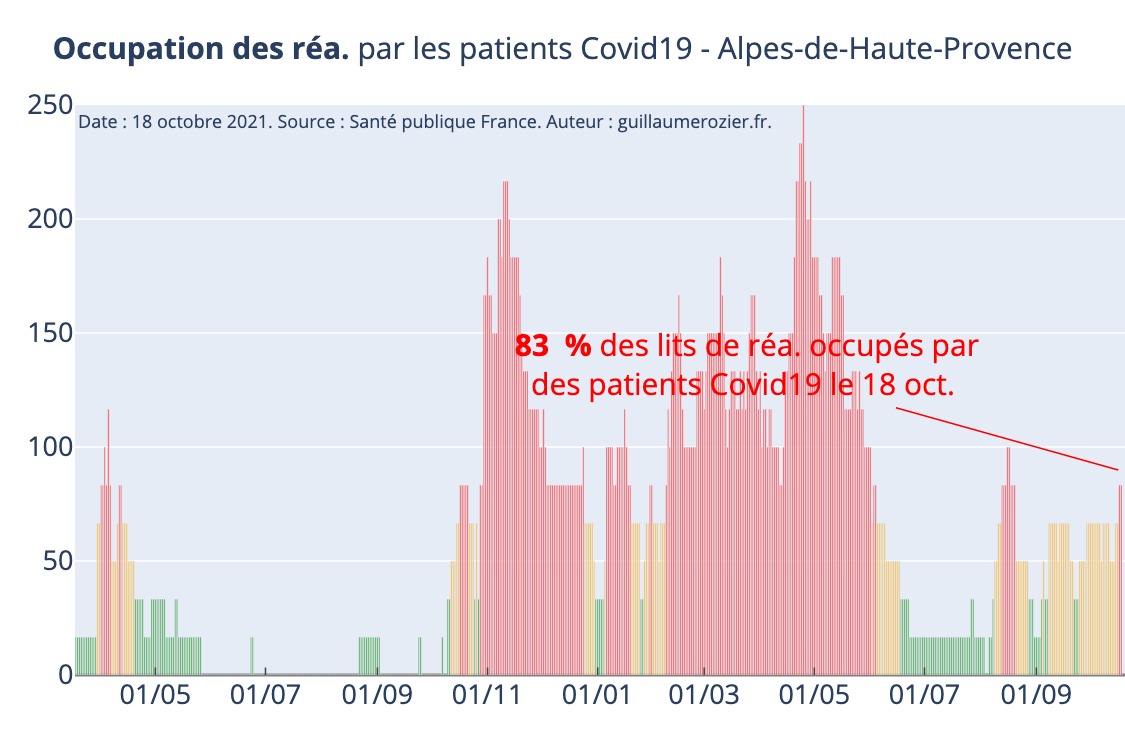 Occupation des réa. par les patients Covid19 - Alpes-de-Haute-Provence
250
Date : 18 octobre 2021. Source : Santé publique France. Auteur : guillaumerozier.fr.
200
150
83 % des lits de réa. occupés par
des patients Covid19 le 18 oct.
100
50
0
01/05 01/07 01/09 01/11 01/01 01/03 01/05 01/07 01/09